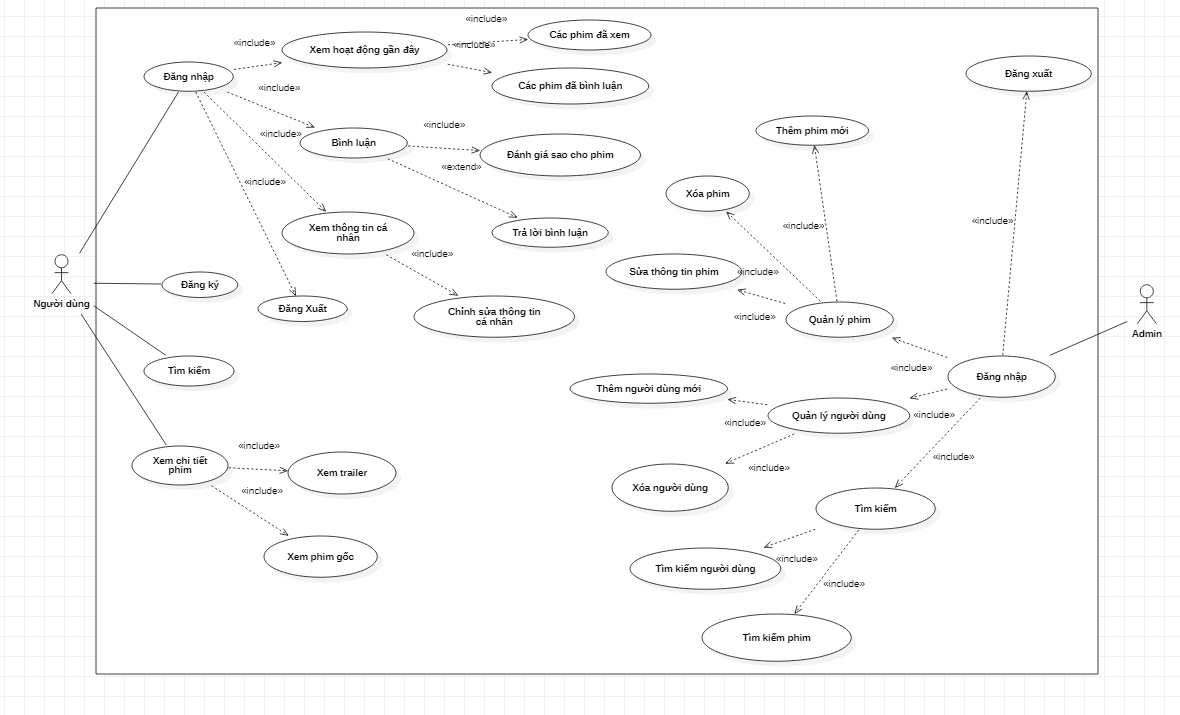 «include»
Các phim đã xem
«include»
Xem hoạt động gần đây
«include»
Đăng nhập
Đăng xuất
«include»
Các phim đã bình luận
«include»
«include»
Bình luận
Thêm phim mới
Đánh giá sao cho phim
«extend»
«include»
Xóa phim
Xem thông tin cá
nhân
Trả lời bình luận
«include»
«include»
«include»
Sửa thông tin phim
«include»
Đăng ký
Người dùng
Đăng Xuất
Chỉnh sửa thông tin
cá nhân
«include»
Quản lý phim
Admin
Tìm kiếm
«include»
Đăng nhập
Thêm người dùng mới
Quản lý người dùng
«include»
«include»
«include»
Xem chi tiết
phim
Xem trailer
«include»
«include»
Xóa người dùng
«include»
Tìm kiếm
Xem phim gốc
«include»
Tìm kiếm người dùng
«include»
Tìm kiếm phim